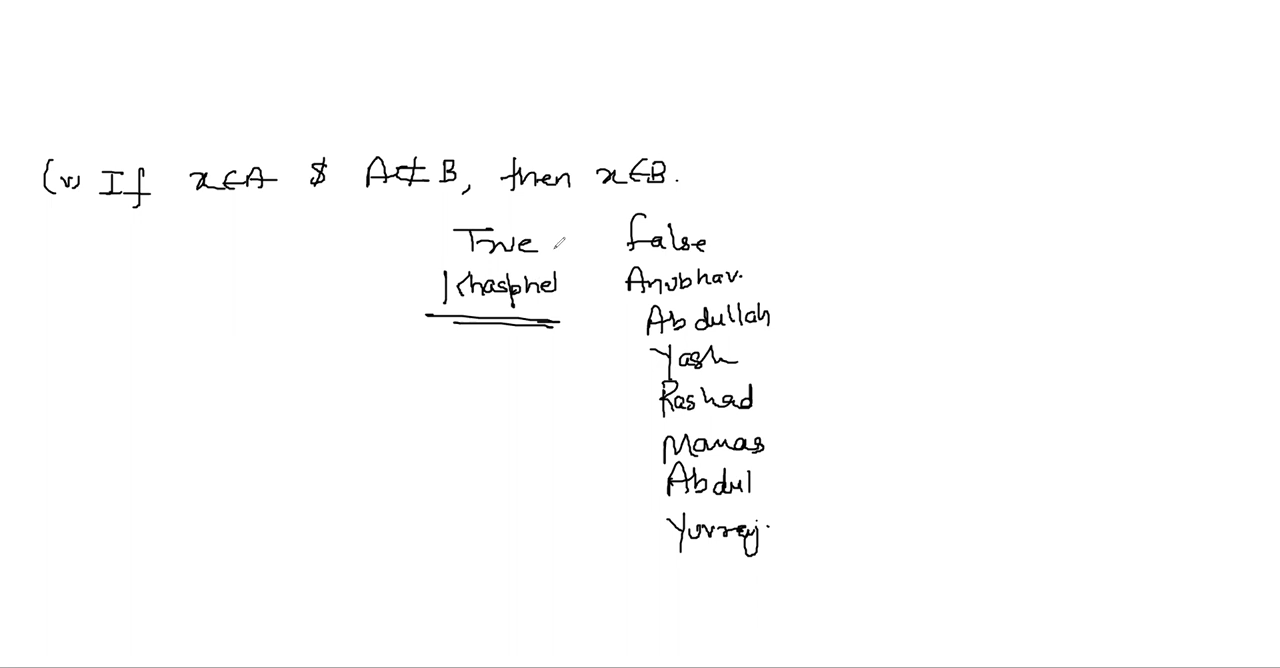 (v) If x∈A & A⊄B, then x∈B.
True False
Khasphel Anubhav.
Abdullah
Yash
Rashad
Manas
Abdul
Yuvraj.